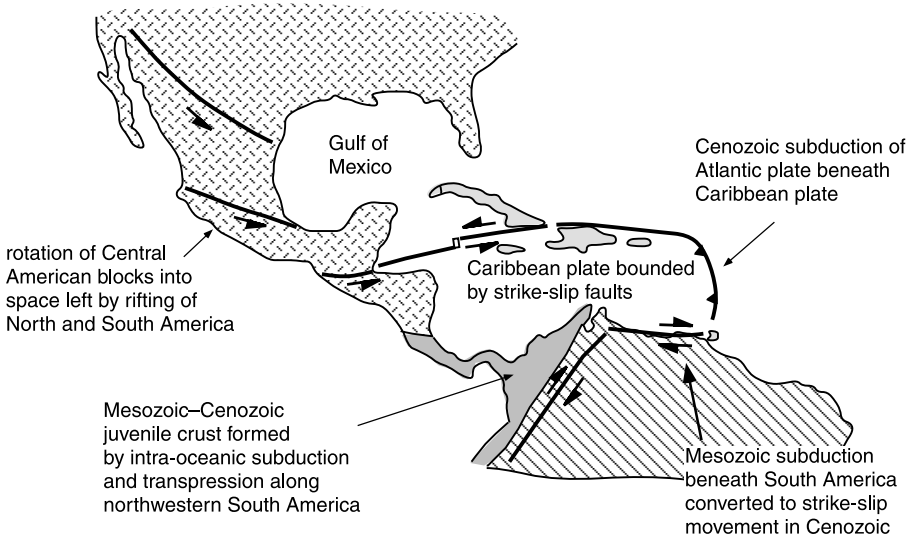 Gulf of
Mexico
Cenozoic subduction of
Atlantic plate beneath
Caribbean plate
rotation of Central
American blocks into
space left by rifting of
North and South America
Caribbean plate bounded
by strike-slip faults
Mesozoic–Cenozoic
juvenile crust formed
by intra-oceanic subduction
and transpression along
northwestern South America
Mesozoic subduction
beneath South America
converted to strike-slip
movement in Cenozoic